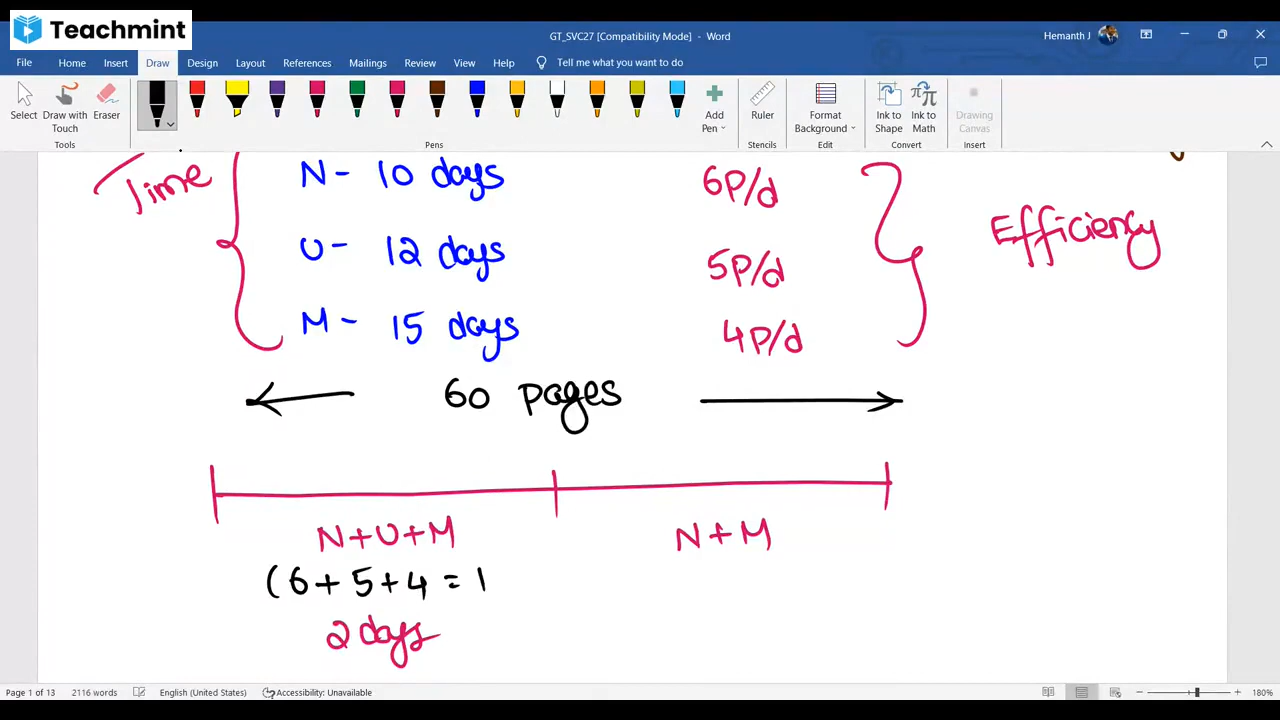 Teachmint
GT_SVC27 [Compatibility Mode] - Word
Hemanth J
File Home Insert Draw Design Layout References Mailings Review View Help Tell me what you want to do
Select Draw with Touch Eraser Add Pen Ruler Format Background Ink to Shape Ink to Math Drawing Canvas
Tools Pens Stencils Edit Convert Insert
Time N - 10 days 6P/d
U - 12 days 5P/d Efficiency
M - 15 days 4P/d
60 pages
N+U+M N+M
(6+5+4 = 1
2 days
Page 1 of 13 2116 words English (United States) Accessibility: Unavailable 180%